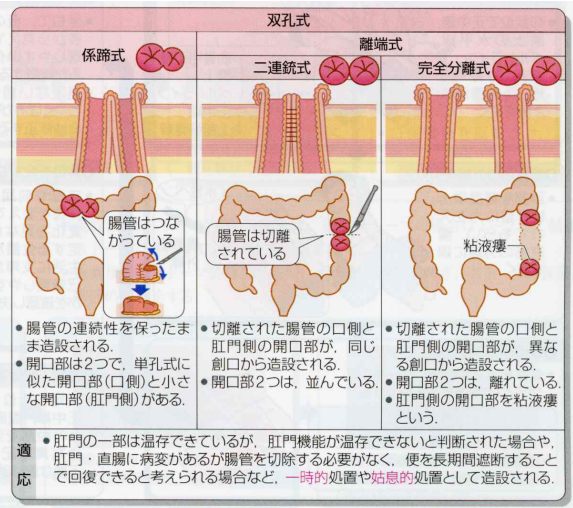 双孔式
係蹄式
離端式
二連銃式
完全分離式
腸管はつな
がっている
腸管は切離
されている
粘液瘻
● 腸管の連続性を保ったま
ま造設される.
● 開口部は2つで, 単孔式に
似た開口部(口側)と小さ
な開口部(肛門側)がある.
● 切離された腸管の口側と
肛門側の開口部が, 同じ
創口から造設される.
● 開口部2つは, 並んでいる.
● 切離された腸管の口側と
肛門側の開口部が, 異な
る創口から造設される.
● 開口部2つは, 離れている.
● 肛門側の開口部を粘液瘻
という.
適応
● 肛門の一部は温存できているが, 肛門機能が温存できないと判断された場合や,
肛門・直腸に病変があるが腸管を切除する必要がなく, 便を長期間遮断すること
で回復できると考えられる場合など, 一時的処置や姑息的処置として造設される.